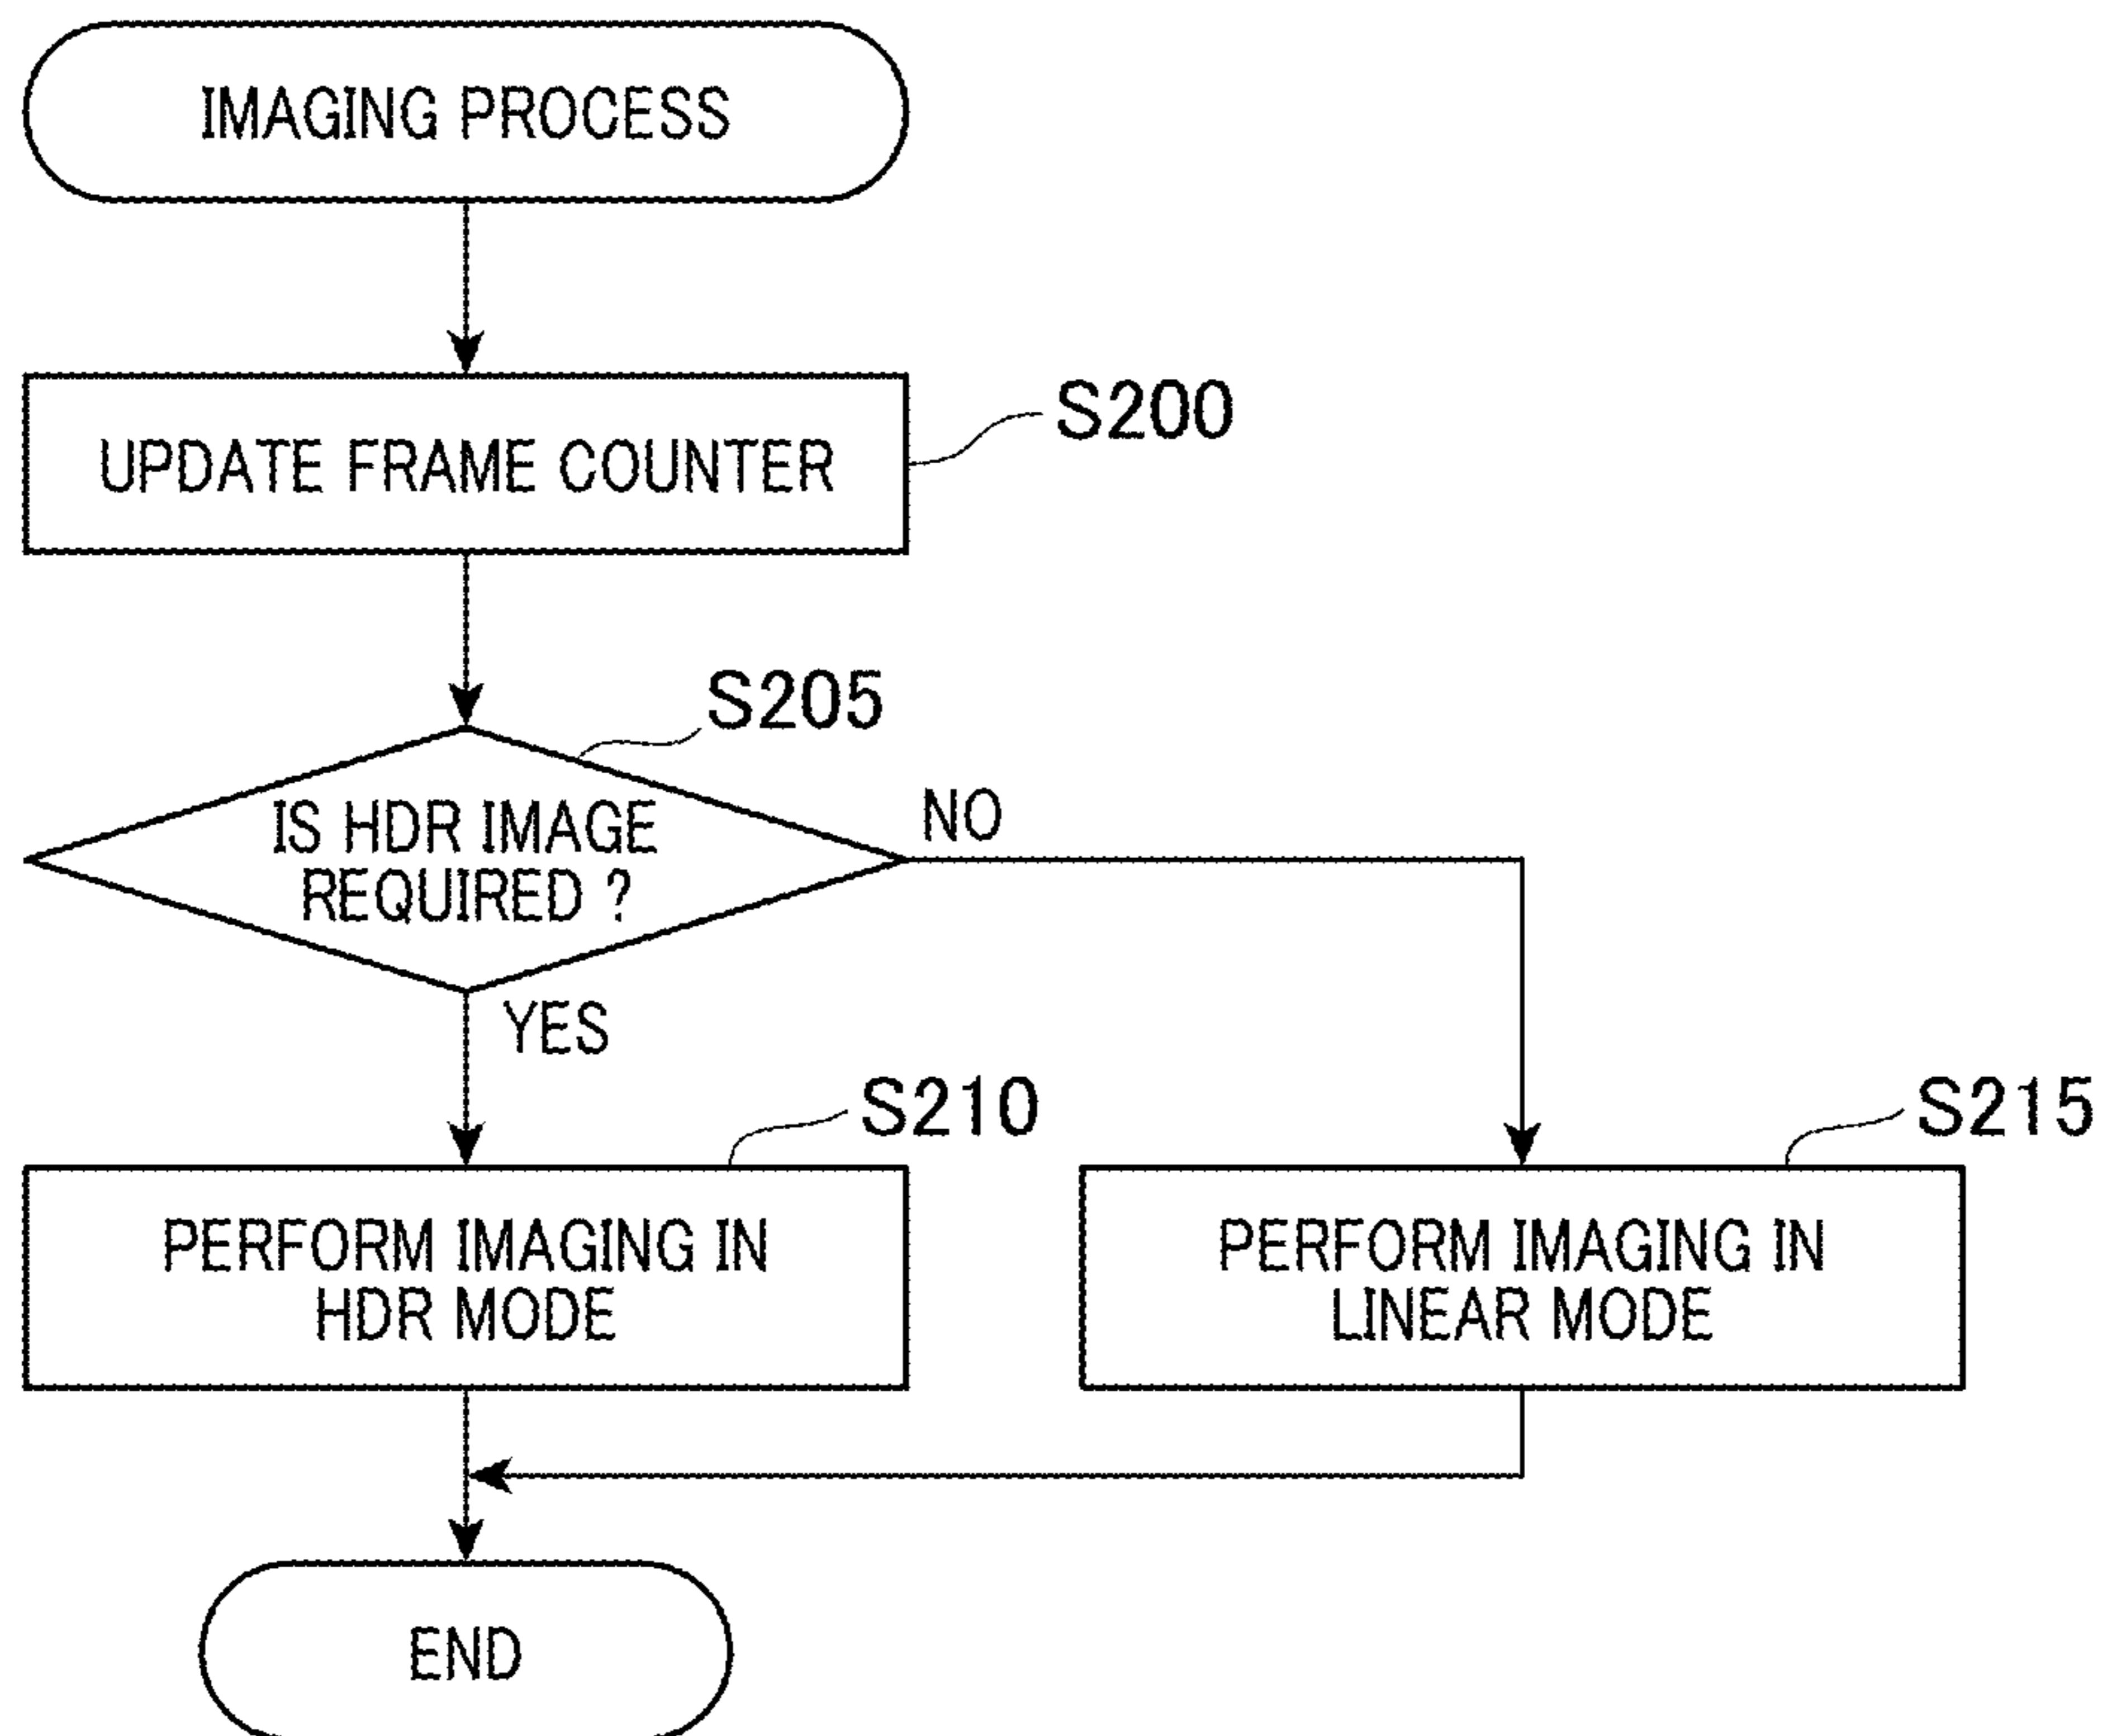 IMAGING PROCESS
UPDATE FRAME COUNTER
S200
S205
IS HDR IMAGE
REQUIRED ?
NO
YES
S210
PERFORM IMAGING IN
HDR MODE
S215
PERFORM IMAGING IN
LINEAR MODE
END